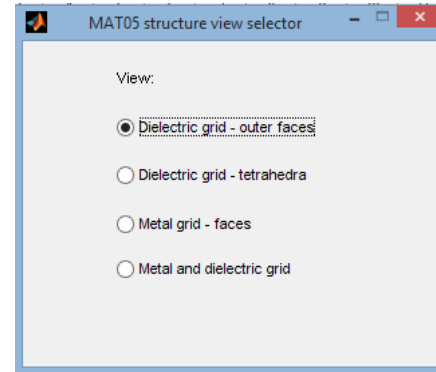 MAT05 structure view selector
View:
Dielectric grid - outer faces
Dielectric grid - tetrahedra
Metal grid - faces
Metal and dielectric grid